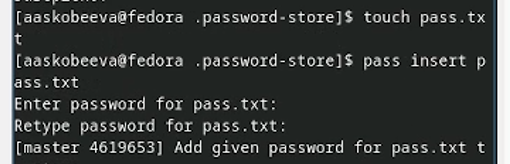 [aaskobeeva@fedora .password-store]$ touch pass.tx
t
[aaskobeeva@fedora .password-store]$ pass insert p
ass.txt
Enter password for pass.txt:
Retype password for pass.txt:
[master 4619653] Add given password for pass.txt t